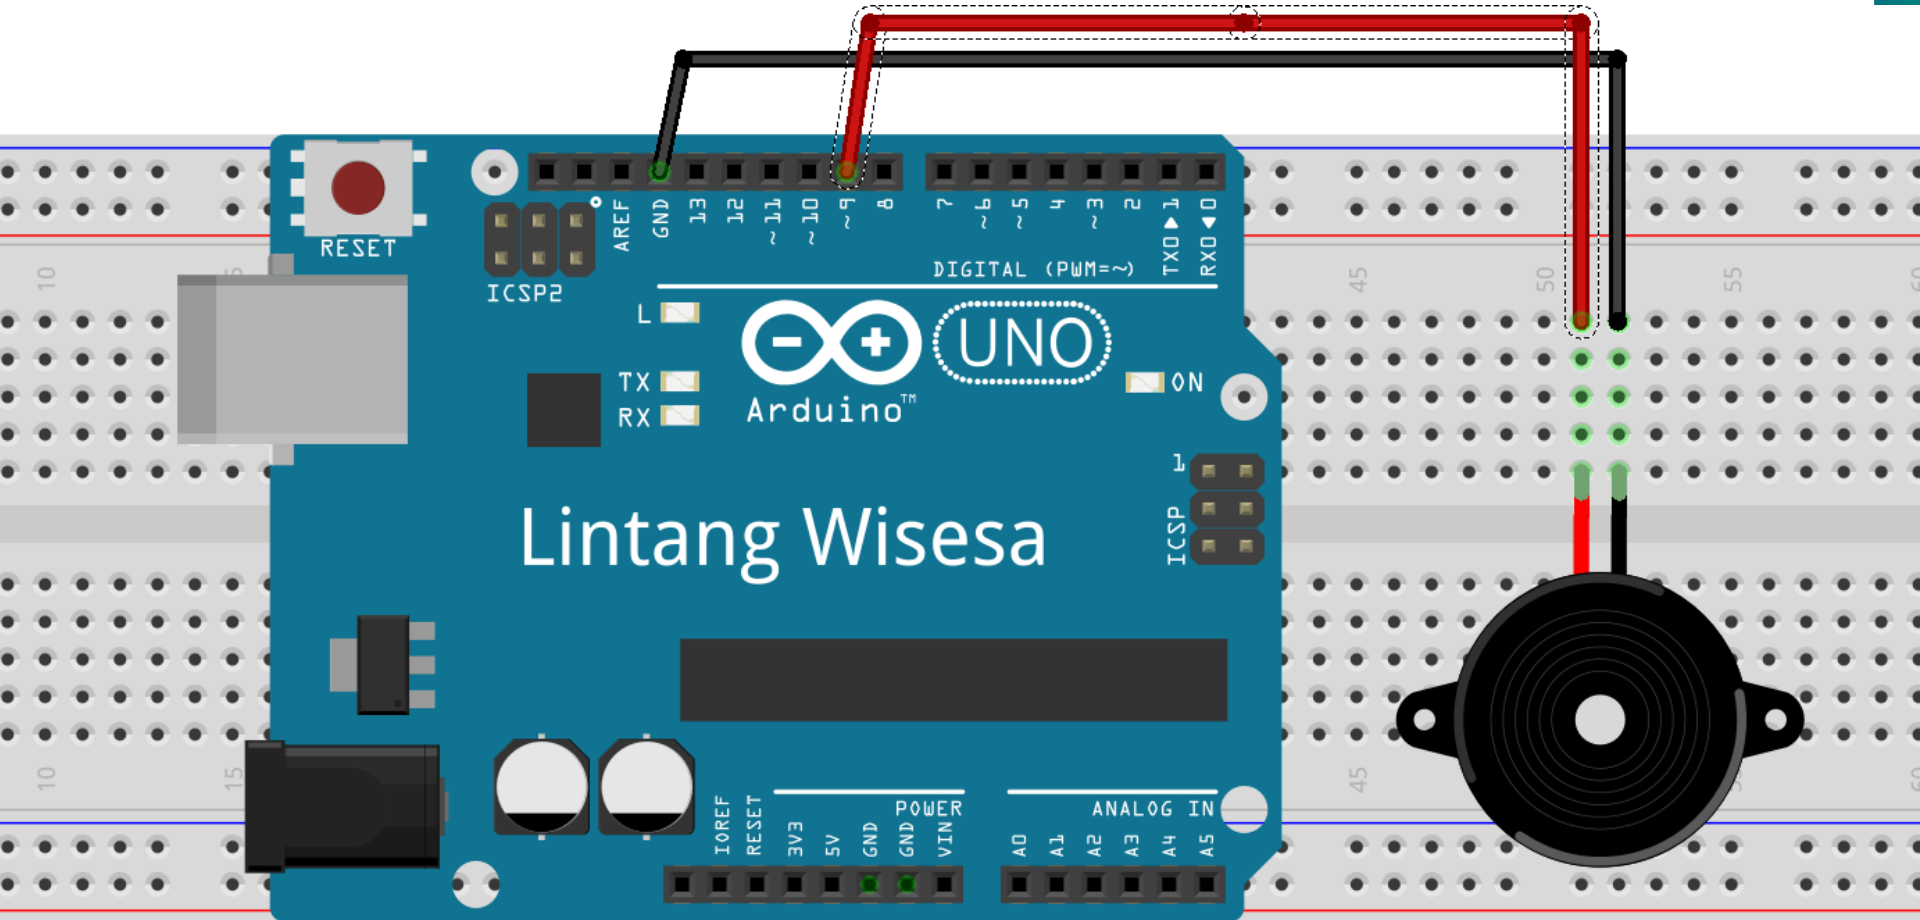 RESET
ICSP2
AREF
GND
13
12
~11
~10
~9
8
7
~6
~5
4
~3
2
TX0▶1
RX0◀0
DIGITAL (PWM=~)
L
TX
RX
UNO
Arduino™
ON
1
ICSP
Lintang Wisesa
10
45
50
55
10
15
45
IOREF
RESET
3V3
5V
GND
GND
VIN
POWER
ANALOG IN
A0
A1
A2
A3
A4
A5